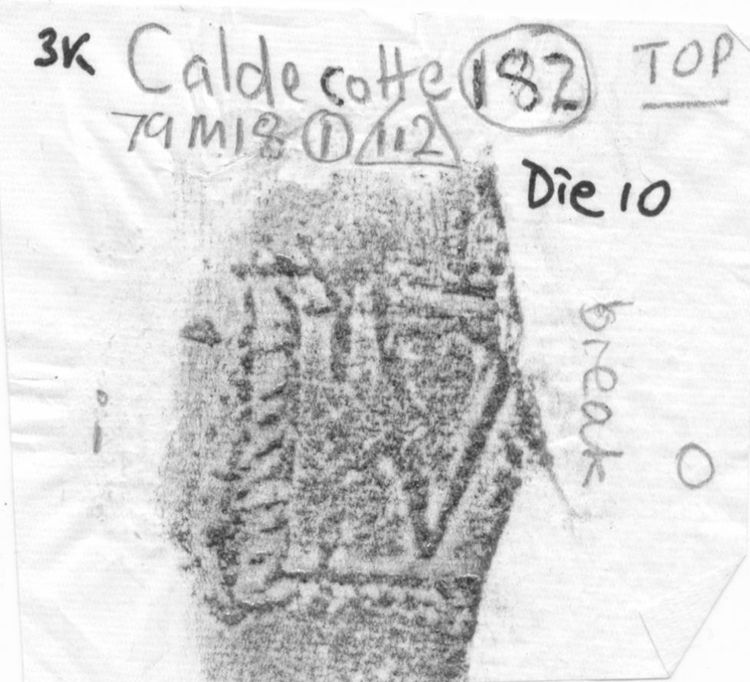 3K Caldecotte 182 TOP
79 M18 1 112
Die 10
break